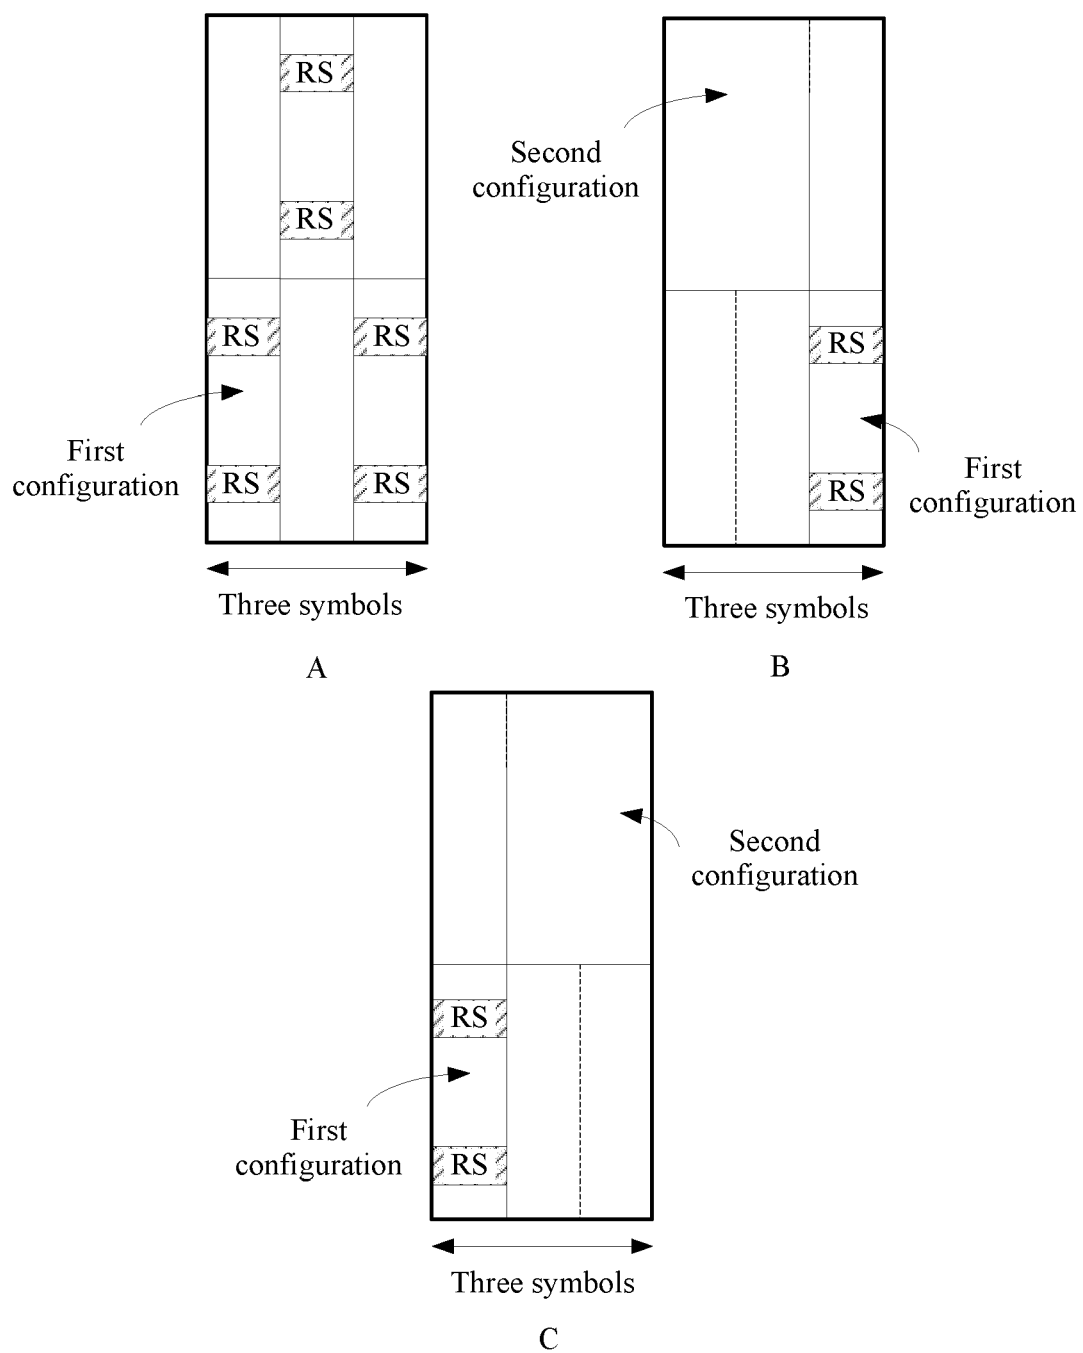 RS
RS
RS RS
First
configuration
RS RS
Three symbols
A
Second
configuration
RS
First
configuration
RS
Three symbols
B
Second
configuration
RS
First
configuration
RS
Three symbols
C